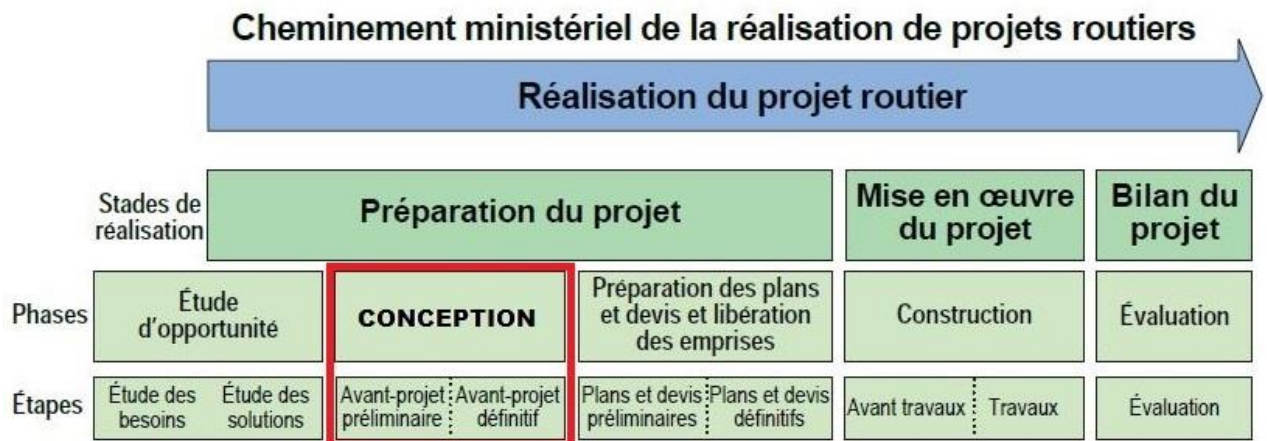 Cheminement ministériel de la réalisation de projets routiers
Réalisation du projet routier
Stades de
réalisation
Préparation du projet
Mise en œuvre
du projet
Bilan du
projet
Phases
Étude
d'opportunité
CONCEPTION
Préparation des plans
et devis et libération
des emprises
Construction
Évaluation
Étapes
Étude des
besoins
Étude des
solutions
Avant-projet
préliminaire
Avant-projet
définitif
Plans et devis
préliminaires
Plans et devis
définitifs
Avant travaux
Travaux
Évaluation